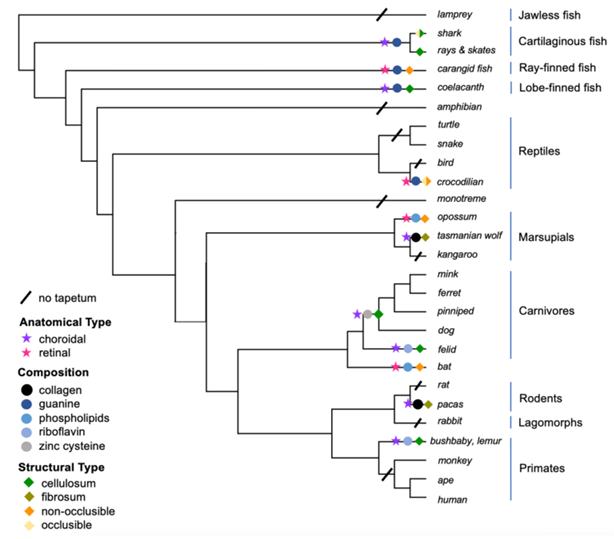 lamprey
Jawless fish
shark
rays & skates
Cartilaginous fish
carangid fish
Ray-finned fish
coelacanth
Lobe-finned fish
amphibian
turtle
snake
bird
crocodilian
Reptiles
monotreme
opossum
tasmanian wolf
kangaroo
Marsupials
mink
ferret
pinniped
dog
felid
Carnivores
bat
rat
pacas
Rodents
rabbit
Lagomorphs
bushbaby, lemur
monkey
ape
human
Primates
no tapetum
Anatomical Type
choroidal
retinal
Composition
collagen
guanine
phospholipids
riboflavin
zinc cysteine
Structural Type
cellulosum
fibrosum
non-occlusible
occlusible